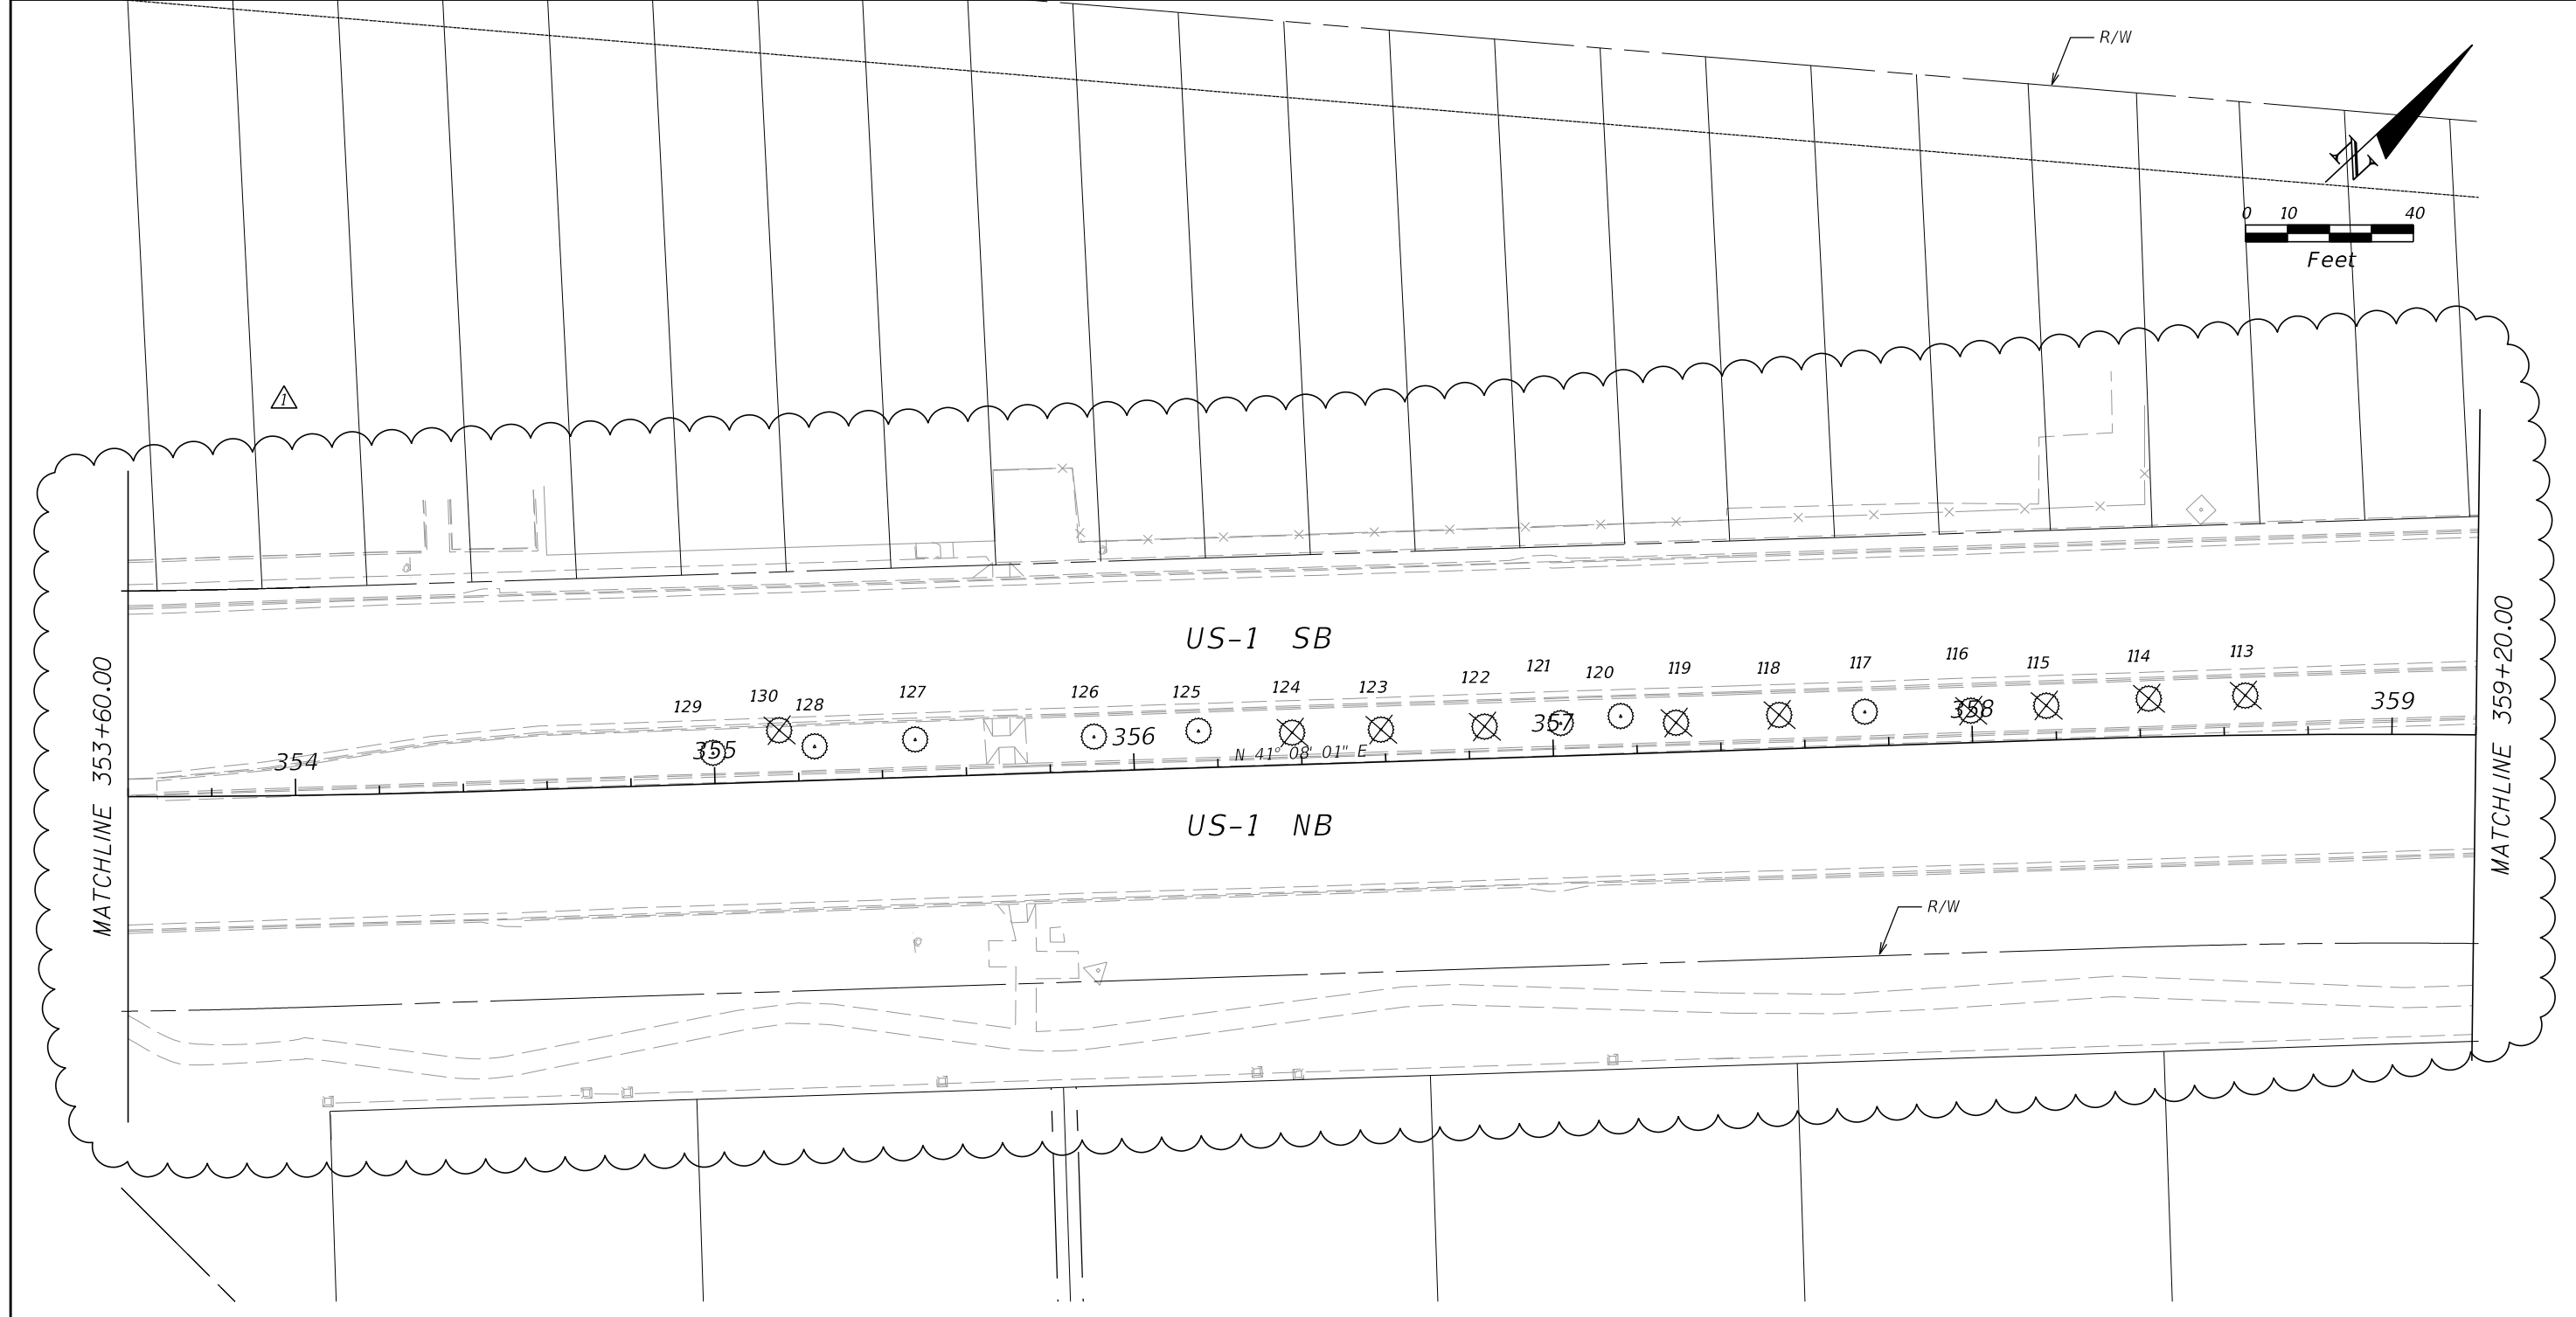 R/W
N
0 10 40
Feet
1
US-1 SB
129 130 128 127 126 125 124 123 122 121 120 119 118 117 116 115 114 113
354 355 356 357 358 359
N 41° 08' 01" E
US-1 NB
R/W
MATCHLINE 353+60.00
MATCHLINE 359+20.00